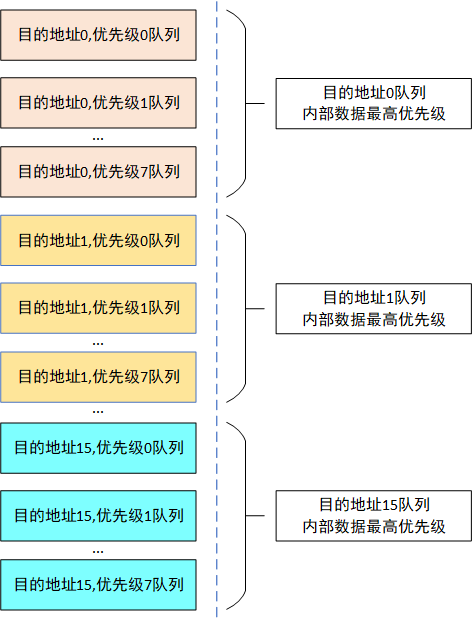 目的地址0,优先级0队列
目的地址0,优先级1队列
...
目的地址0,优先级7队列
目的地址0队列
内部数据最高优先级
目的地址1,优先级0队列
目的地址1,优先级1队列
...
目的地址1,优先级7队列
目的地址1队列
内部数据最高优先级
...
目的地址15,优先级0队列
目的地址15,优先级1队列
...
目的地址15,优先级7队列
目的地址15队列
内部数据最高优先级